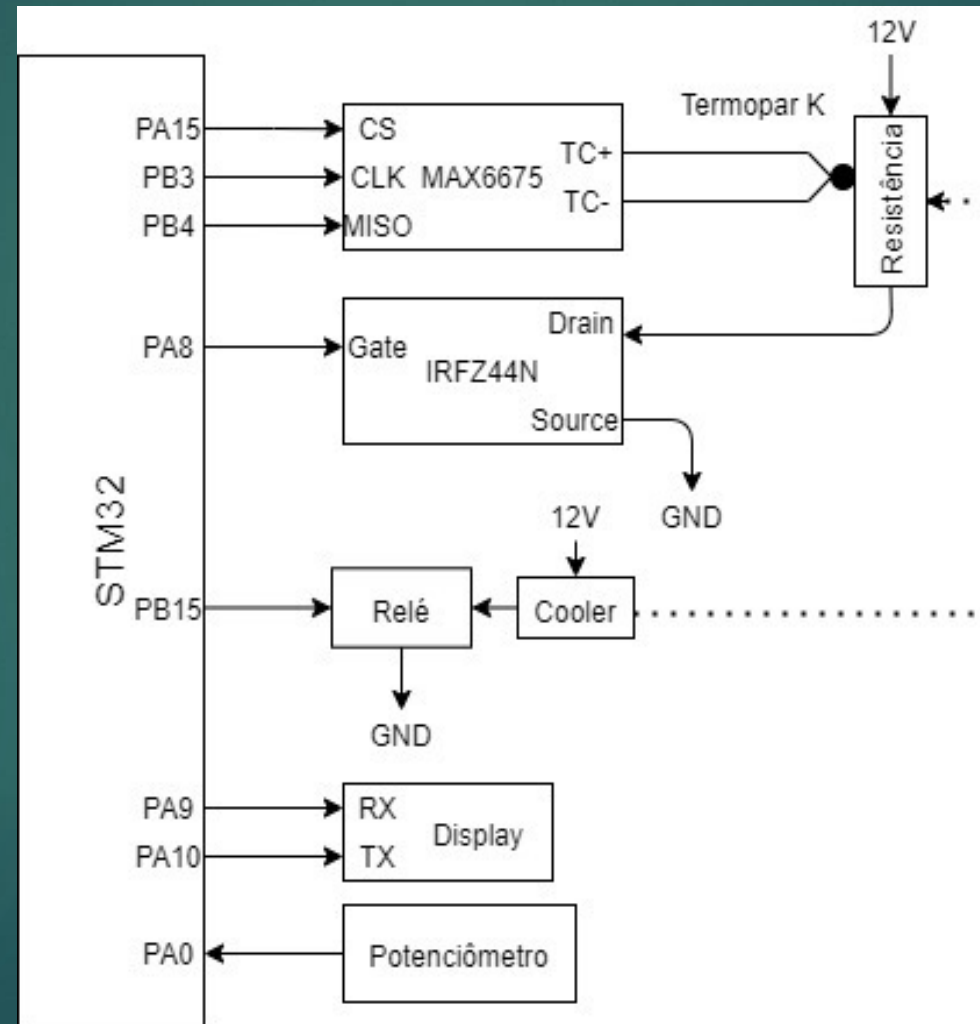 12V
Termopar K
Resistência
PA15
CS
PB3
CLK MAX6675
PB4
MISO
TC+
TC-
PA8
Gate
Drain
IRFZ44N
Source
GND
STM32
12V
PB15
Relé
Cooler
GND
PA9
RX
Display
PA10
TX
PA0
Potenciômetro